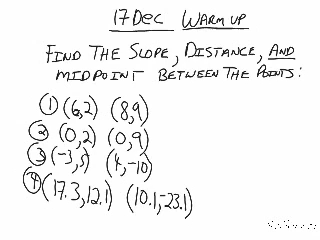 17 Dec Warm up
Find The Slope, Distance, And
midpoint Between The Points:
① (6,2) (8,9)
② (0,2) (0,9)
③ (-3,5) (4,-10)
④ (17.3,12.1) (10.1,-23.1)